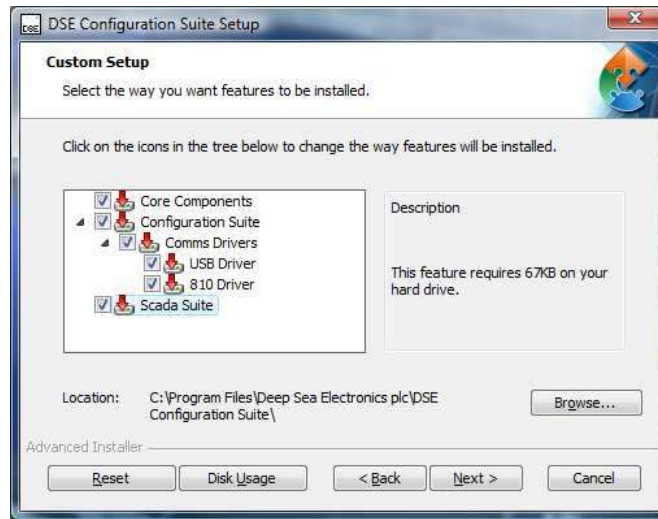 DSE DSE Configuration Suite Setup
Custom Setup
Select the way you want features to be installed.
Click on the icons in the tree below to change the way features will be installed.
Core Components
Configuration Suite
Comms Drivers
USB Driver
810 Driver
Scada Suite
Description
This feature requires 67KB on your
hard drive.
Location: C:\Program Files\Deep Sea Electronics plc\DSE
Configuration Suite\
Browse...
Advanced Installer
Reset Disk Usage < Back Next > Cancel